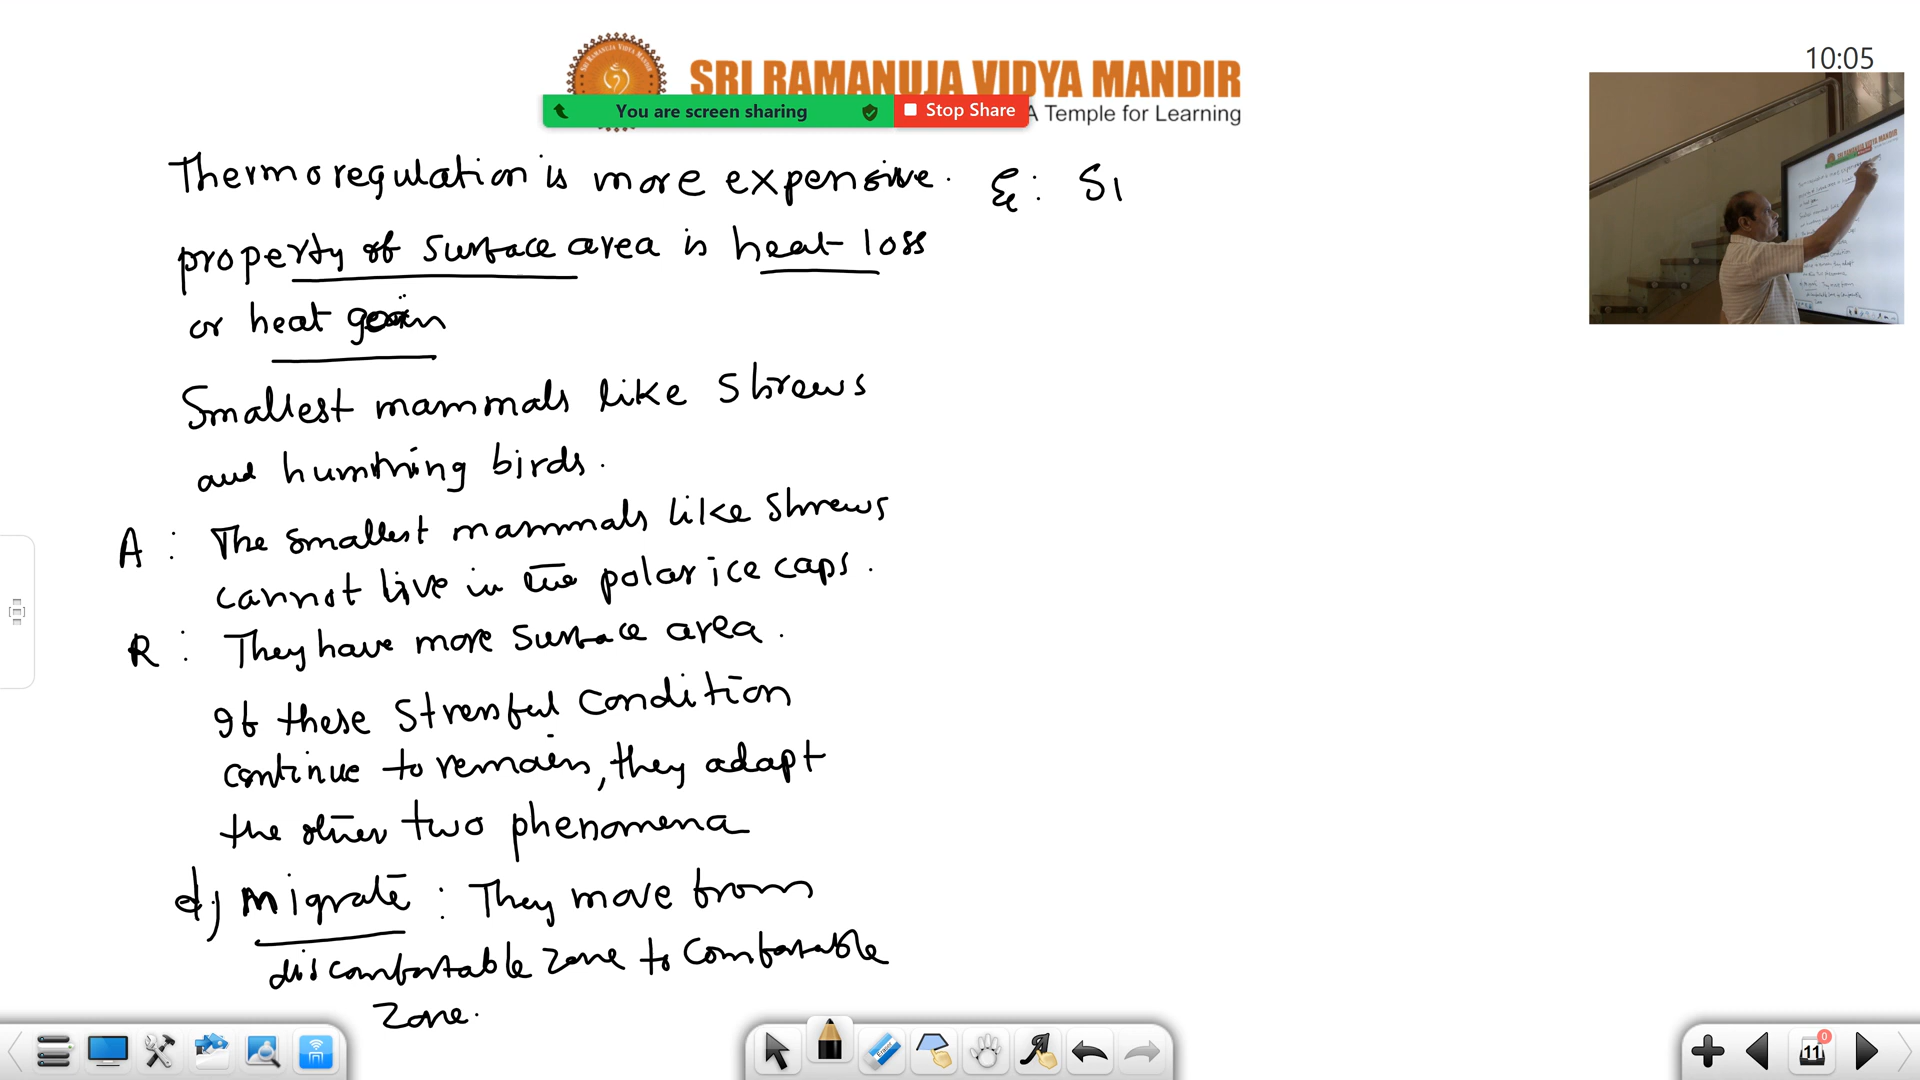 10:05
SRI RAMANUJA VIDYA MANDIR
You are screen sharing
Stop Share
A Temple for Learning
Thermoregulation is more expensive. Eg: Si
property of surface area is heat loss
or heat gain
Smallest mammals like Shrews
and humming birds.
A: The smallest mammals like Shrews
cannot live in the polar ice caps.
R: They have more surface area.
If these stressful condition
continue to remain, they adapt
the other two phenomena
d) Migrate: They move from
discomfortable zone to comfortable
zone.
Eraser
11
0